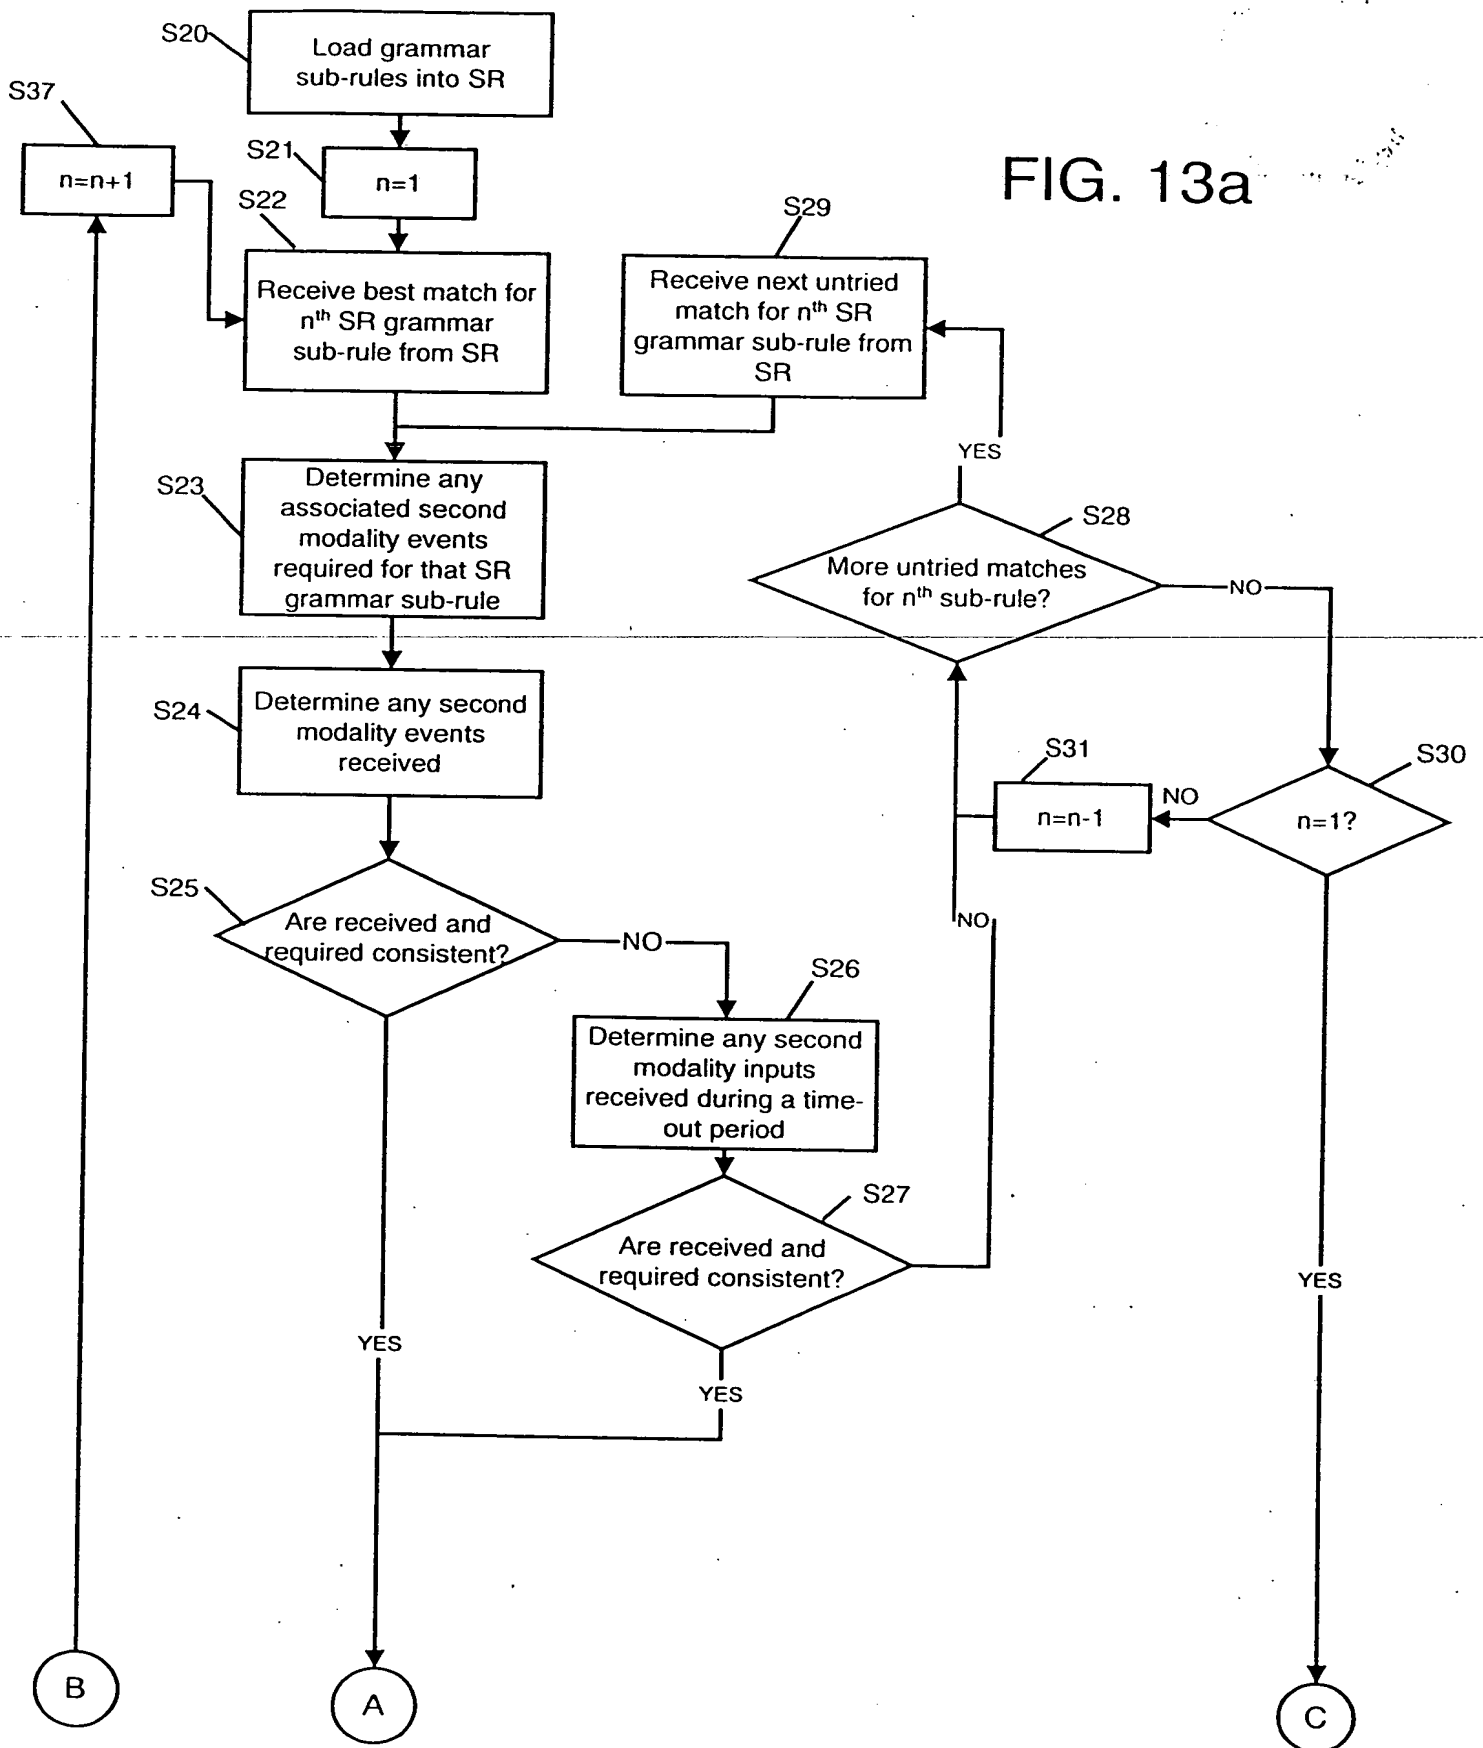 S20
Load grammar
sub-rules into SR
S37
n=n+1
S21
n=1
FIG. 13a
S22
Receive best match for
nth SR grammar
sub-rule from SR
S29
Receive next untried
match for nth SR
grammar sub-rule from
SR
YES
S23
Determine any
associated second
modality events
required for that SR
grammar sub-rule
S28
More untried matches
for nth sub-rule?
NO
S24
Determine any second
modality events
received
S31
n=n-1
NO
S30
n=1?
S25
Are received and
required consistent?
NO
NO
S26
Determine any second
modality inputs
received during a time-
out period
S27
Are received and
required consistent?
YES
YES
YES
B
A
C